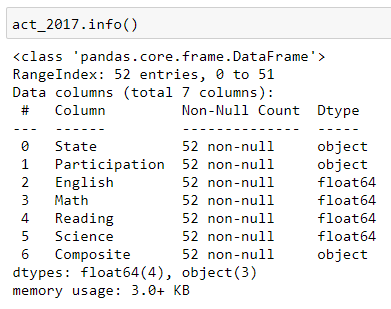 act_2017.info()
<class 'pandas.core.frame.DataFrame'>
RangeIndex: 52 entries, 0 to 51
Data columns (total 7 columns):
 #   Column         Non-Null Count  Dtype
---  ------         --------------  -----
 0   State          52 non-null     object
 1   Participation  52 non-null     object
 2   English        52 non-null     float64
 3   Math           52 non-null     float64
 4   Reading        52 non-null     float64
 5   Science        52 non-null     float64
 6   Composite      52 non-null     object
dtypes: float64(4), object(3)
memory usage: 3.0+ KB